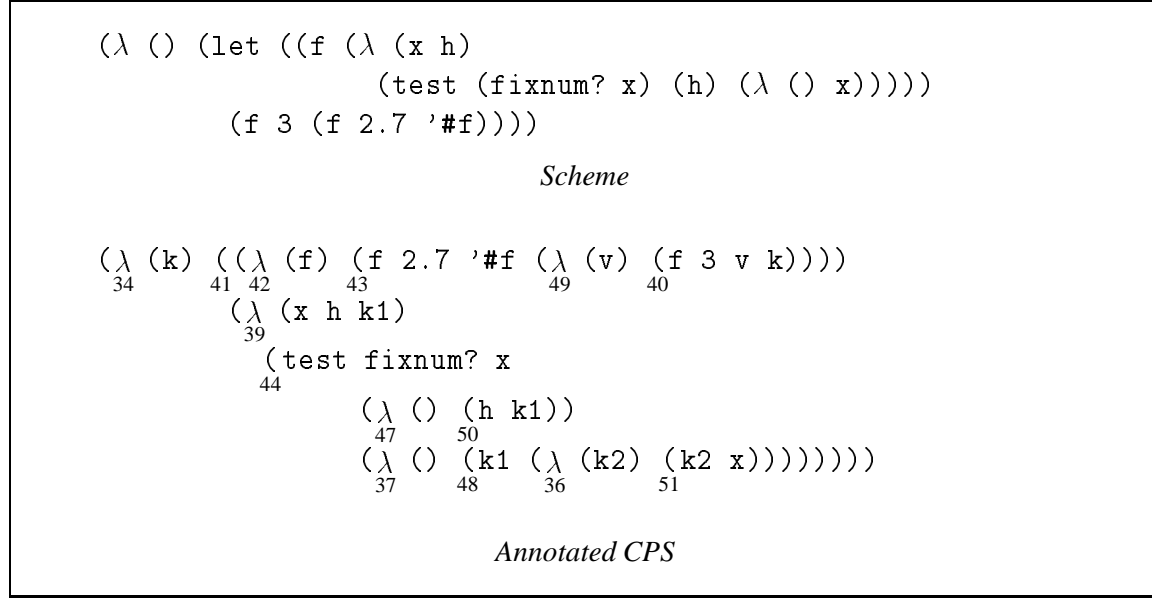 (λ () (let ((f (λ (x h)
(test (fixnum? x) (h) (λ () x)))))
(f 3 (f 2.7 '#f))))
Scheme
(λ (k) ((λ (f) (f 2.7 '#f (λ (v) (f 3 v k))))
34 41 42 43 49 40
(λ (x h k1)
39
(test fixnum? x
44
(λ () (h k1))
47 50
(λ () (k1 (λ (k2) (k2 x))))))))
37 48 36 51
Annotated CPS